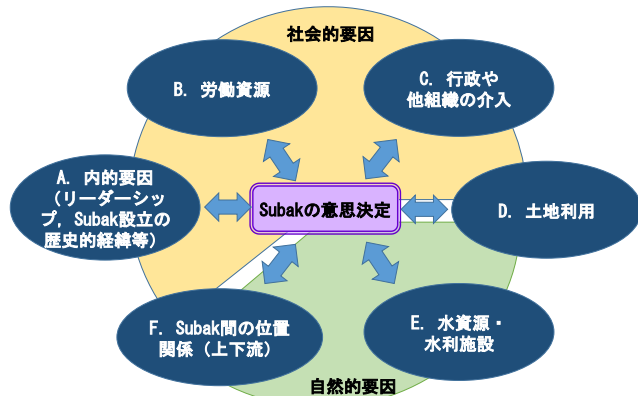 社会的要因
B. 労働資源
C. 行政や
他組織の介入
A. 内的要因
(リーダーシッ
プ, Subak設立の
歴史的経緯等)
Subakの意思決定
D. 土地利用
F. Subak間の位置
関係(上下流)
E. 水資源・
水利施設
自然的要因